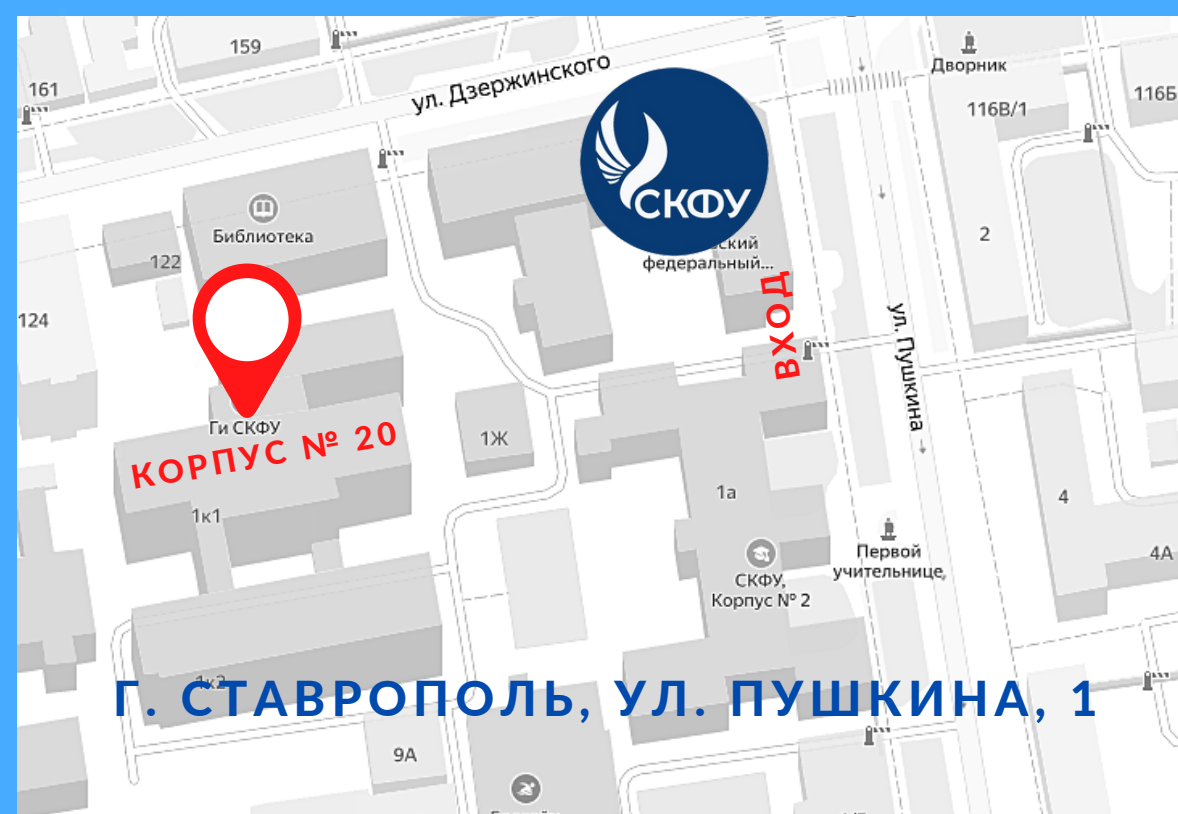 159
161
ул. Дзержинского
Дворник
116Б
116В/1
СКФУ
Библиотека
2
122
федеральный...
124
ВХОД
ул. Пушкина
Ги СКФУ
КОРПУС № 20
1Ж
1а
4
1к1
Первой
учительнице,
4А
СКФУ,
Корпус № 2
1к2
Г. СТАВРОПОЛЬ, УЛ. ПУШКИНА, 1
9А